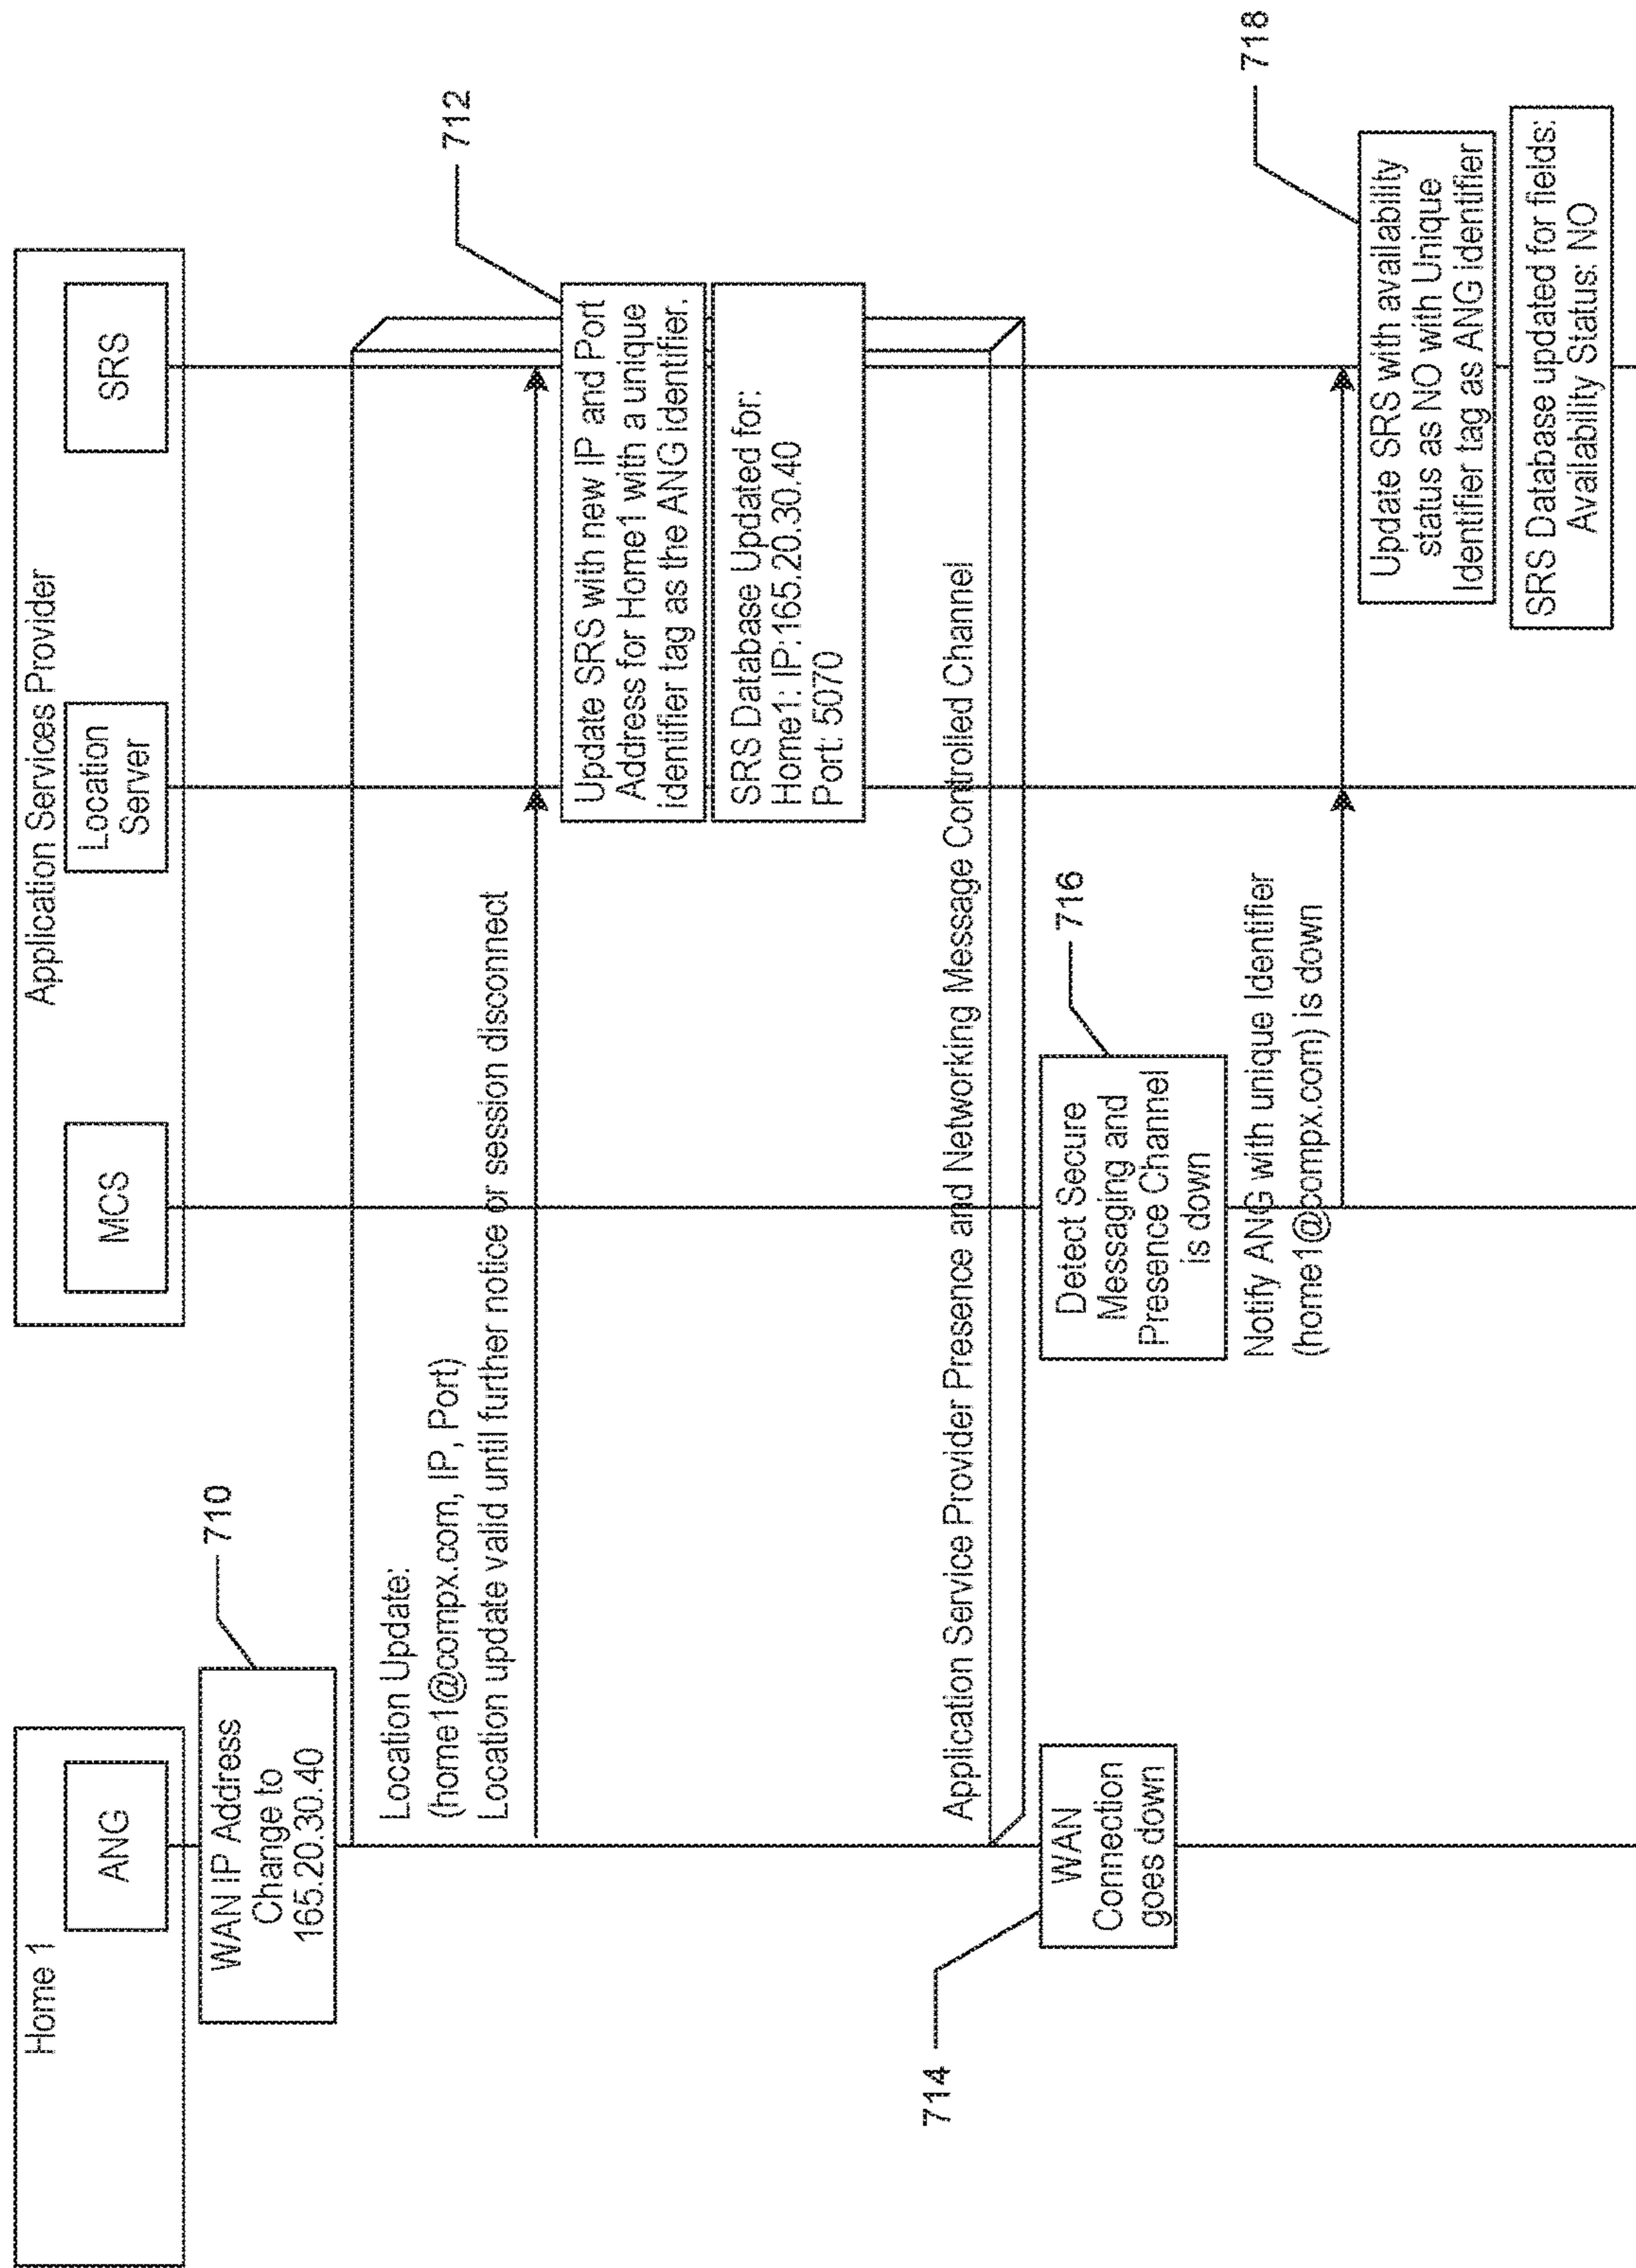 Home 1
ANG
Application Services Provider
MCS
Location
Server
SRS
WAN IP Address
Change to
165.20.30.40
710
Location Update:
(home1@compx.com, IP, Port)
Location update valid until further notice or session disconnect
712
Update SRS with new IP and Port
Address for Home1 with a unique
identifier tag as the ANG identifier.
SRS Database Updated for:
Home1: IP:165.20.30.40
Port: 5070
Application Service Provider Presence and Networking Message Controlled Channel
714
WAN
Connection
goes down
Detect Secure
Messaging and
Presence Channel
is down
716
Notify ANG with unique Identifier
(home1@compx.com) is down
718
Update SRS with availability
status as NO with Unique
Identifier tag as ANG identifier
SRS Database updated for fields:
Availability Status: NO